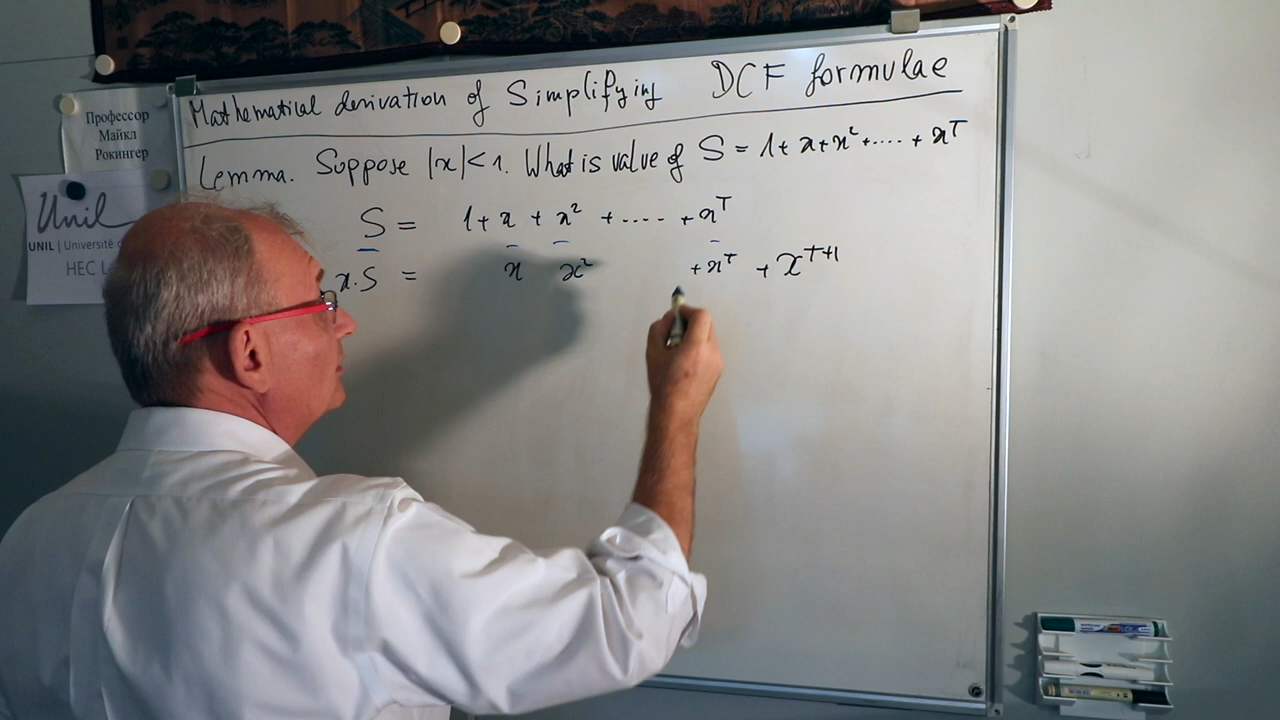 Mathematical derivation of Simplifying DCF formulae
Lemma. Suppose |x|<1. What is value of S = 1+x+x²+....+x^T
S = 1+x+x²+....+x^T
x.S = x x² +x^T +x^(T+1)
Профессор
Майкл
Рокингер
Unil
UNIL | Université
HEC